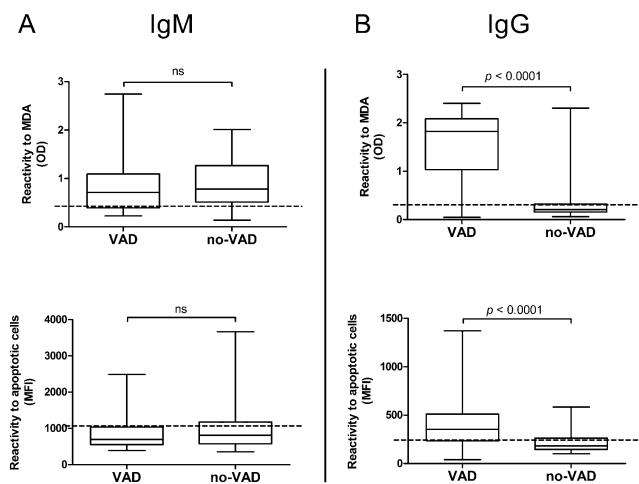 A IgM
ns
Reactivity to MDA
(OD)
3
2
1
0
VAD no-VAD
ns
Reactivity to apoptotic cells
(MFI)
4000
3000
2000
1000
0
VAD no-VAD
B IgG
p < 0.0001
Reactivity to MDA
(OD)
3
2
1
0
VAD no-VAD
p < 0.0001
Reactivity to apoptotic cells
(MFI)
1500
1000
500
0
VAD no-VAD